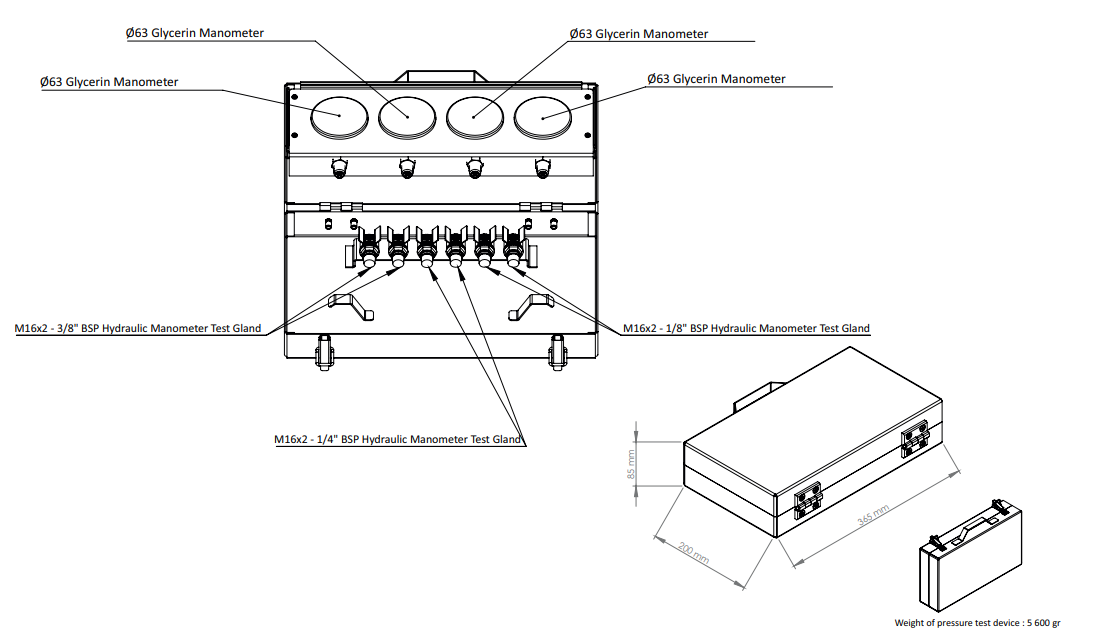 Ø63 Glycerin Manometer
Ø63 Glycerin Manometer
Ø63 Glycerin Manometer
Ø63 Glycerin Manometer
M16x2 - 3/8" BSP Hydraulic Manometer Test Gland
M16x2 - 1/8" BSP Hydraulic Manometer Test Gland
M16x2 - 1/4" BSP Hydraulic Manometer Test Gland
85 mm
365 mm
200 mm
Weight of pressure test device : 5 600 gr